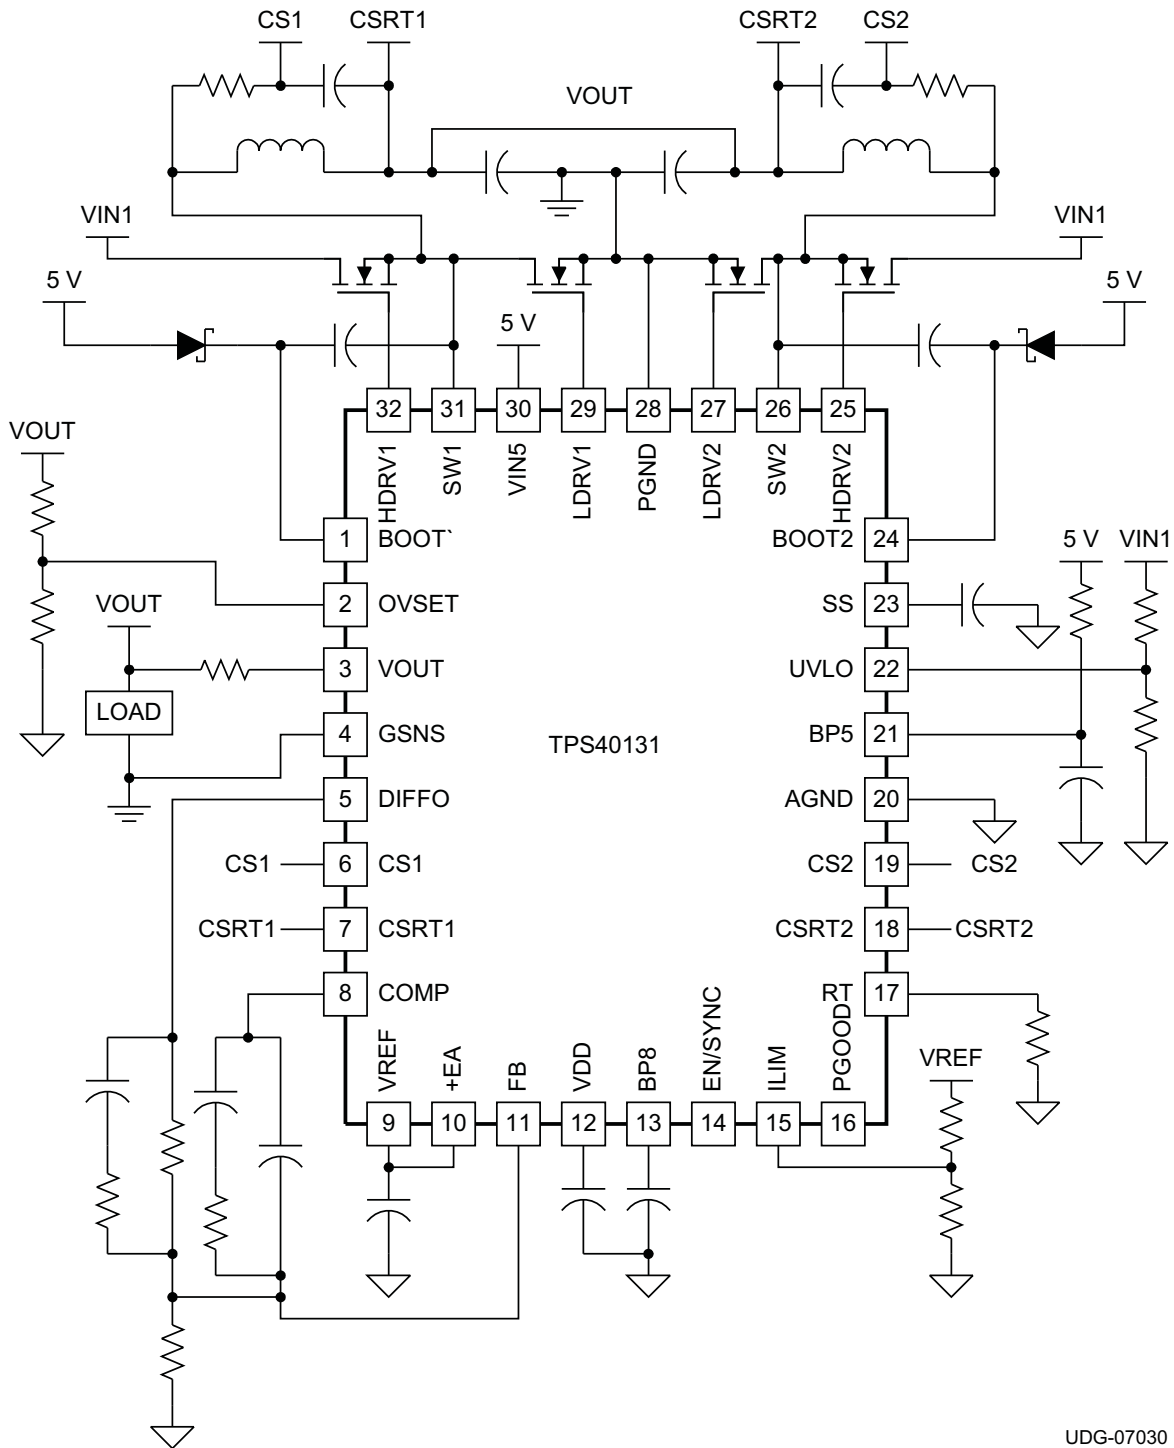 CS1 CSRT1 CSRT2 CS2
VOUT
VIN1 VIN1
5 V 5 V
5 V
32 31 30 29 28 27 26 25
VOUT
HDRV1 SW1 VIN5 LDRV1 PGND LDRV2 SW2 HDRV2
1 BOOT` BOOT2 24
5 V VIN1
2 OVSET SS 23
VOUT
3 VOUT UVLO 22
LOAD
4 GSNS BP5 21
TPS40131
5 DIFFO AGND 20
CS1 6 CS1 CS2 19 CS2
CSRT1 7 CSRT1 CSRT2 18 CSRT2
8 COMP RT 17
VREF +EA FB VDD BP8 EN/SYNC ILIM PGOOD
VREF
9 10 11 12 13 14 15 16
UDG-07030